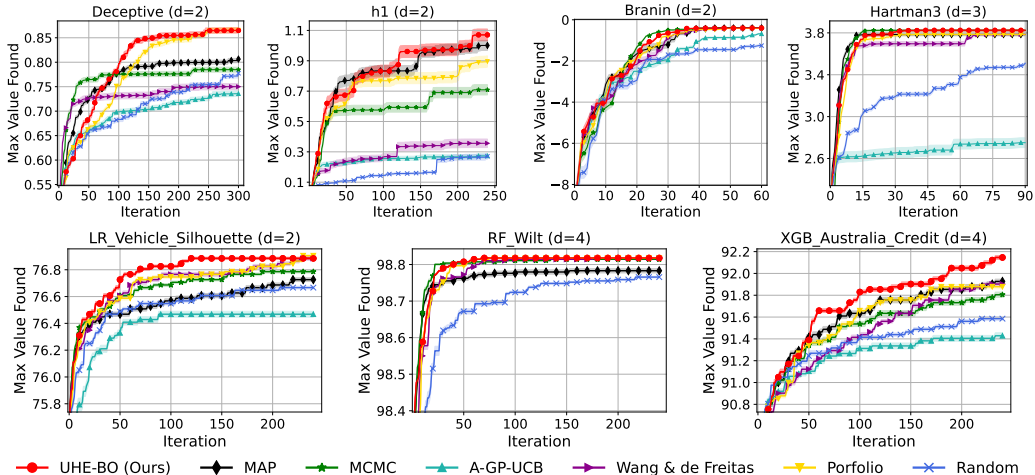 Deceptive (d=2)
Max Value Found
0.85
0.80
0.75
0.70
0.65
0.60
0.55
0 50 100 150 200 250 300
Iteration
h1 (d=2)
Max Value Found
1.1
0.9
0.7
0.5
0.3
0.1
0 50 100 150 200 250
Iteration
Branin (d=2)
Max Value Found
0
−2
−4
−6
−8
0 10 20 30 40 50 60
Iteration
Hartman3 (d=3)
Max Value Found
3.8
3.4
3.0
2.6
0 15 30 45 60 75 90
Iteration
LR_Vehicle_Silhouette (d=2)
Max Value Found
76.8
76.6
76.4
76.2
76.0
75.8
0 50 100 150 200
Iteration
RF_Wilt (d=4)
Max Value Found
98.8
98.7
98.6
98.5
98.4
50 100 150 200
Iteration
XGB_Australia_Credit (d=4)
Max Value Found
92.2
92.0
91.8
91.6
91.4
91.2
91.0
90.8
0 50 100 150 200
Iteration
UHE-BO (Ours) MAP MCMC A-GP-UCB Wang & de Freitas Porfolio Random